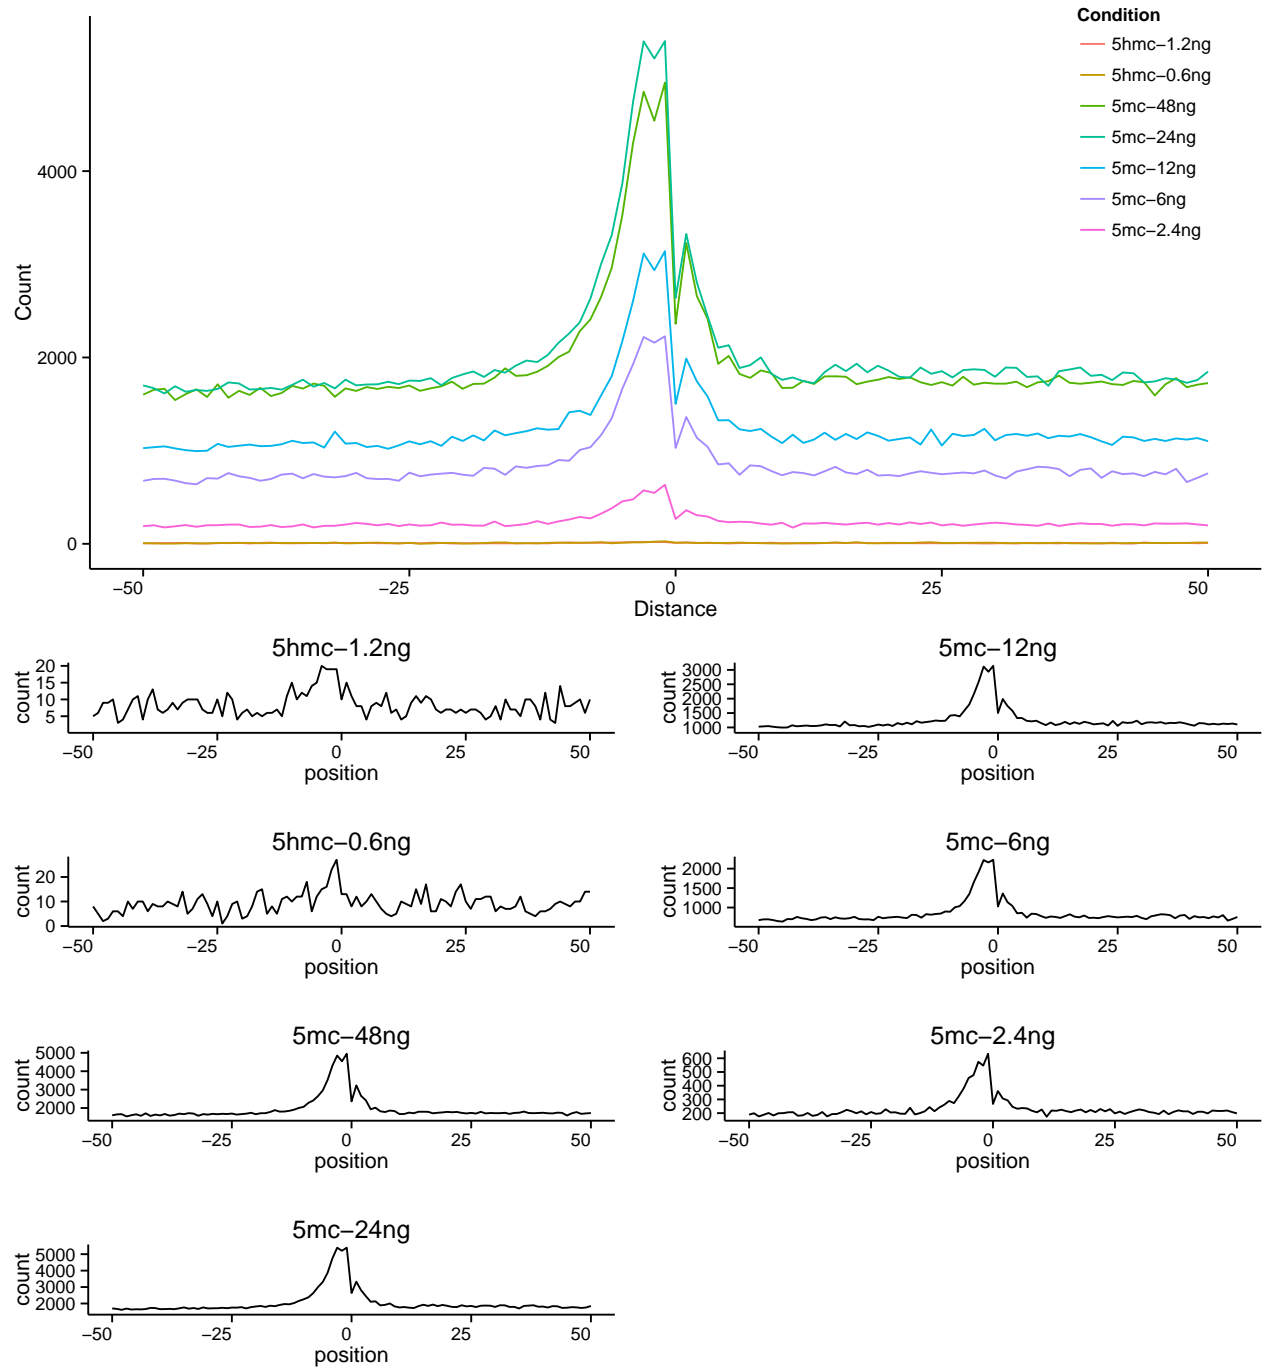 Condition
5hmc−1.2ng
5hmc−0.6ng
5mc−48ng
5mc−24ng
5mc−12ng
5mc−6ng
5mc−2.4ng
Count
4000
2000
0
−50 −25 0 25 50
Distance
5hmc−1.2ng
count
20
15
10
5
−50 −25 0 25 50
position
5mc−12ng
count
3000
2500
2000
1500
1000
−50 −25 0 25 50
position
5hmc−0.6ng
count
20
10
0
−50 −25 0 25 50
position
5mc−6ng
count
2000
1500
1000
−50 −25 0 25 50
position
5mc−48ng
count
5000
4000
3000
2000
−50 −25 0 25 50
position
5mc−2.4ng
count
600
500
400
300
200
−50 −25 0 25 50
position
5mc−24ng
count
5000
4000
3000
2000
−50 −25 0 25 50
position